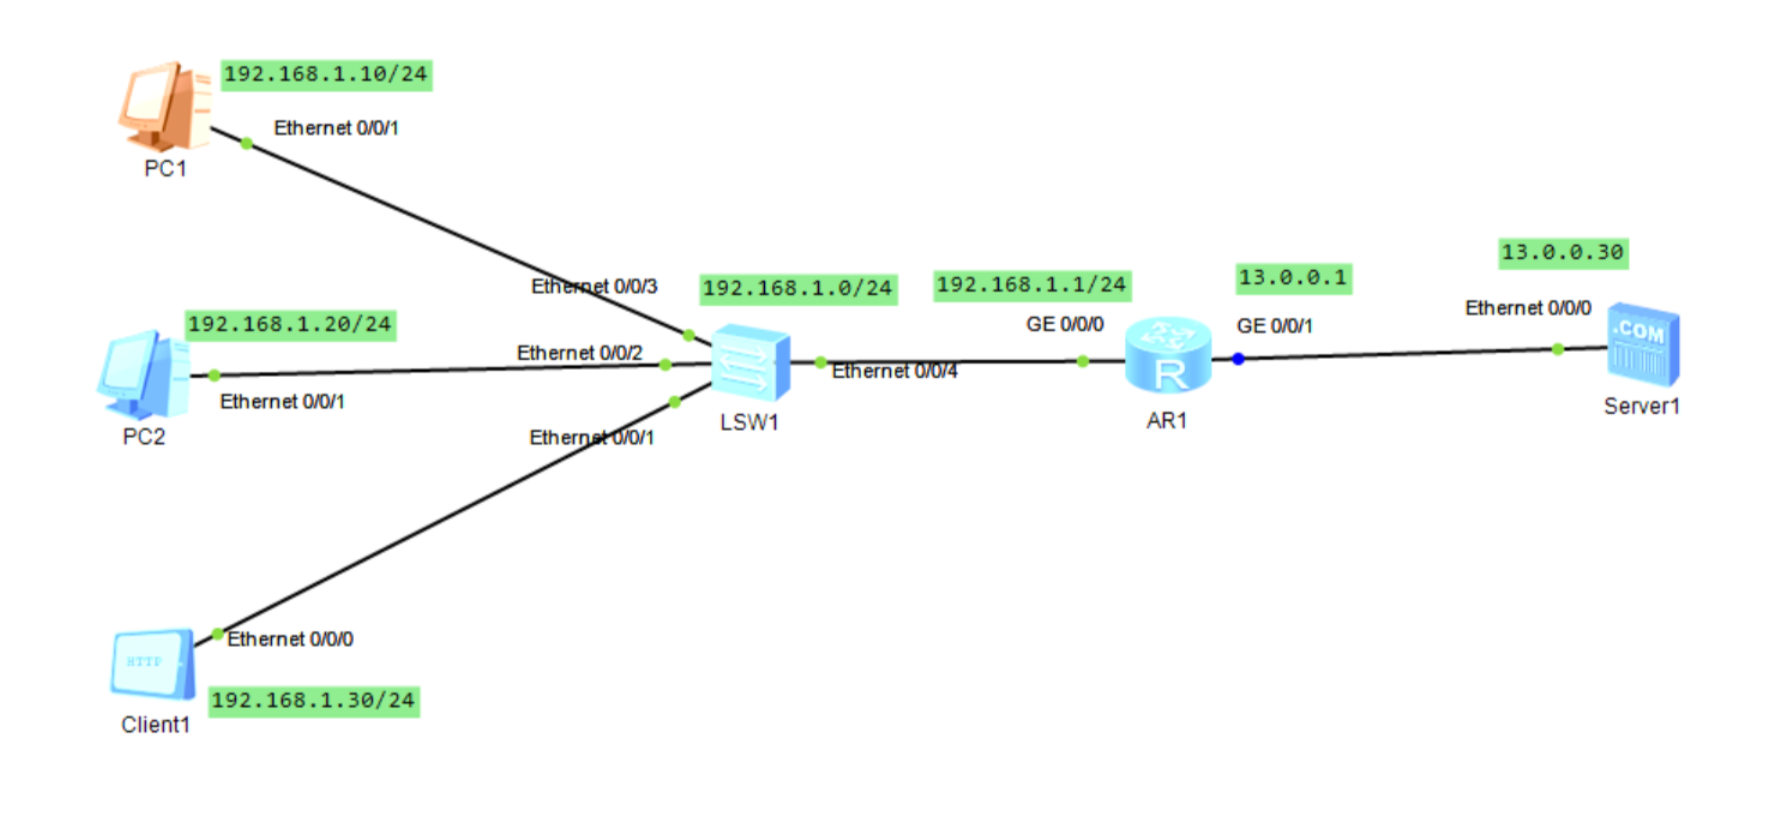 192.168.1.10/24
Ethernet 0/0/1
PC1
192.168.1.20/24
Ethernet 0/0/1
PC2
Ethernet 0/0/0
HTTP
192.168.1.30/24
Client1
Ethernet 0/0/3
Ethernet 0/0/2
Ethernet 0/0/1
192.168.1.0/24
LSW1
Ethernet 0/0/4
192.168.1.1/24
GE 0/0/0
R
AR1
13.0.0.1
GE 0/0/1
13.0.0.30
Ethernet 0/0/0
.COM
Server1